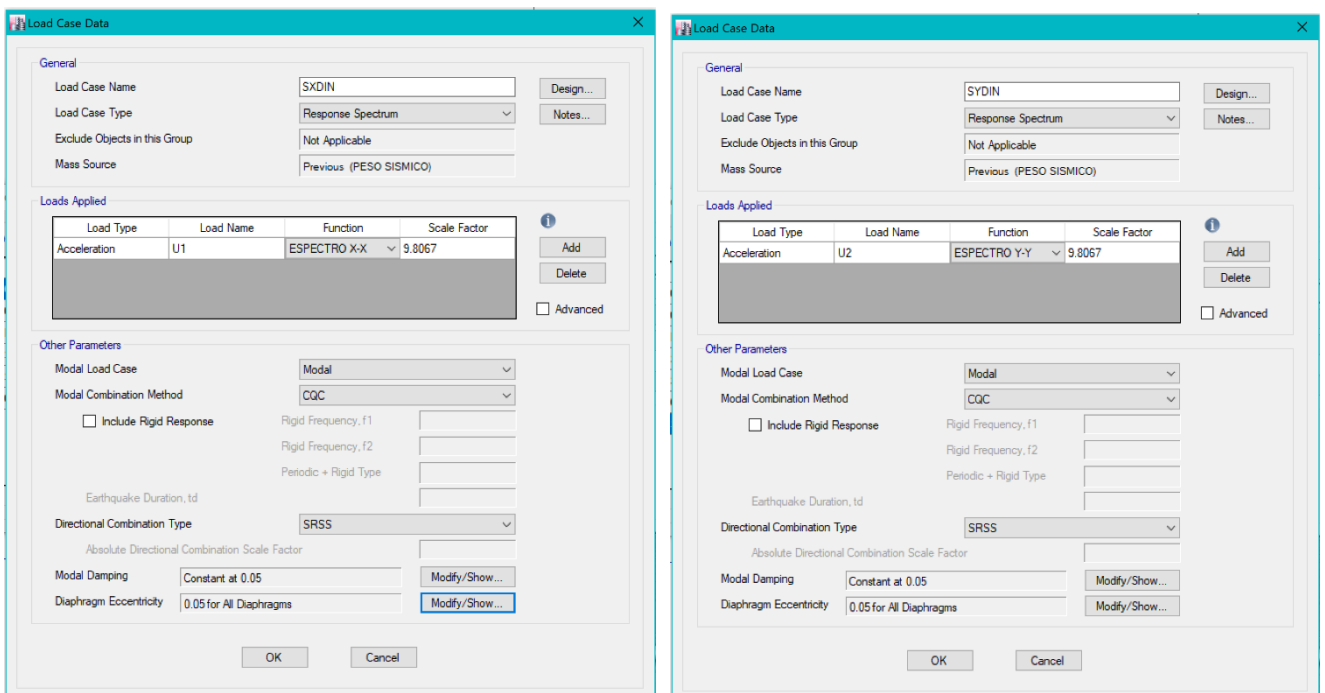 Load Case Data
General
Load Case Name SXDIN Design...
Load Case Type Response Spectrum Notes...
Exclude Objects in this Group Not Applicable
Mass Source Previous (PESO SISMICO)
Loads Applied
Load Type Load Name Function Scale Factor
Acceleration U1 ESPECTRO X-X 9.8067 Add
Delete
Advanced
Other Parameters
Modal Load Case Modal
Modal Combination Method CQC
Include Rigid Response Rigid Frequency, f1
Rigid Frequency, f2
Periodic + Rigid Type
Earthquake Duration, td
Directional Combination Type SRSS
Absolute Directional Combination Scale Factor
Modal Damping Constant at 0.05 Modify/Show...
Diaphragm Eccentricity 0.05 for All Diaphragms Modify/Show...
OK Cancel
Load Case Data
General
Load Case Name SYDIN Design...
Load Case Type Response Spectrum Notes...
Exclude Objects in this Group Not Applicable
Mass Source Previous (PESO SISMICO)
Loads Applied
Load Type Load Name Function Scale Factor
Acceleration U2 ESPECTRO Y-Y 9.8067 Add
Delete
Advanced
Other Parameters
Modal Load Case Modal
Modal Combination Method CQC
Include Rigid Response Rigid Frequency, f1
Rigid Frequency, f2
Periodic + Rigid Type
Earthquake Duration, td
Directional Combination Type SRSS
Absolute Directional Combination Scale Factor
Modal Damping Constant at 0.05 Modify/Show...
Diaphragm Eccentricity 0.05 for All Diaphragms Modify/Show...
OK Cancel